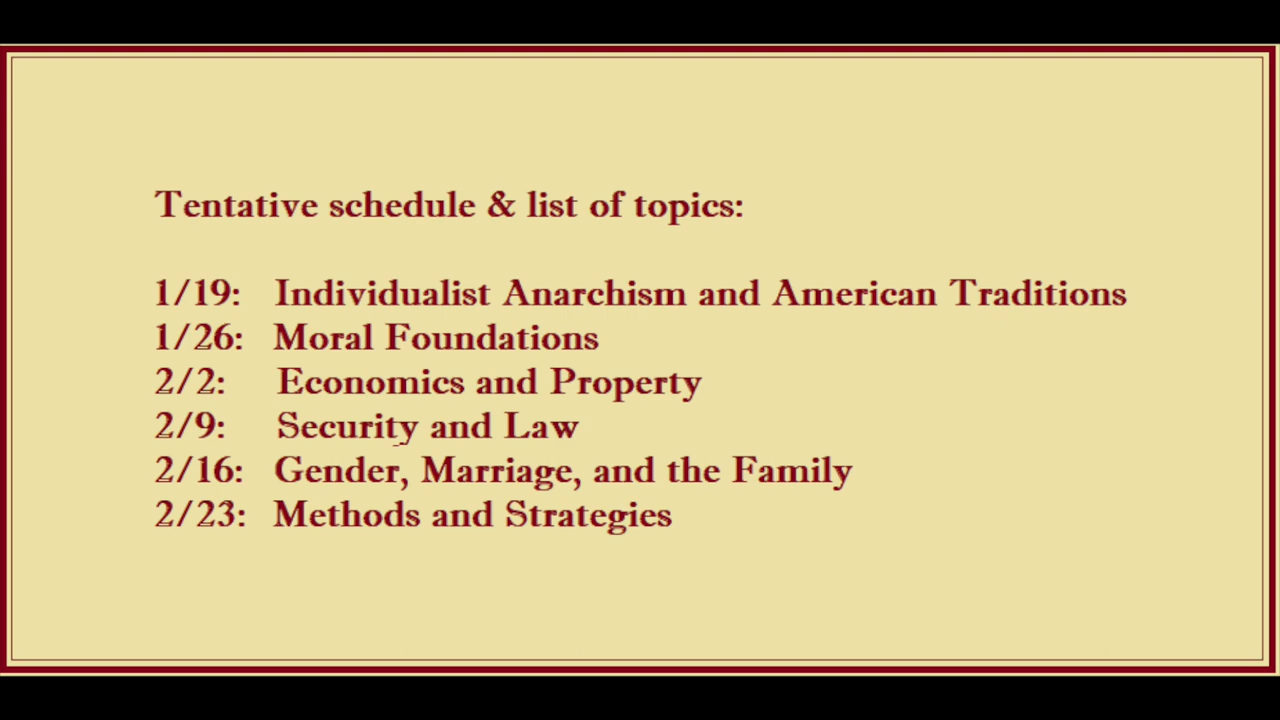 Tentative schedule & list of topics:
1/19: Individualist Anarchism and American Traditions
1/26: Moral Foundations
2/2: Economics and Property
2/9: Security and Law
2/16: Gender, Marriage, and the Family
2/23: Methods and Strategies